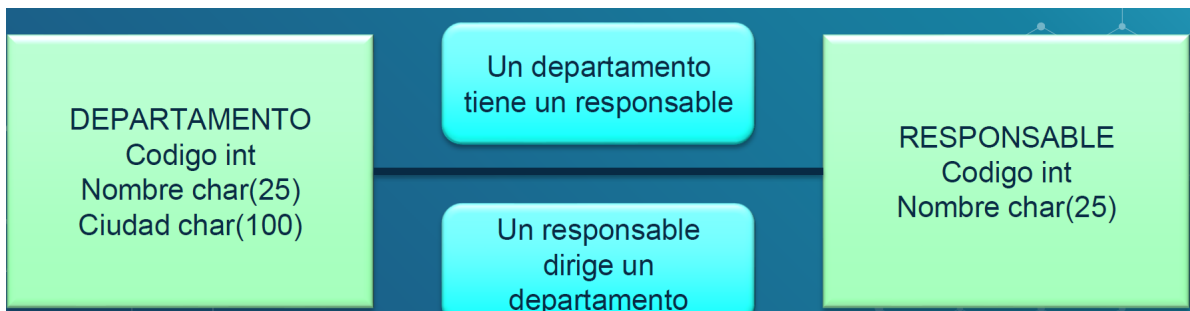 DEPARTAMENTO
Codigo int
Nombre char(25)
Ciudad char(100)
Un departamento
tiene un responsable
Un responsable
dirige un
departamento
RESPONSABLE
Codigo int
Nombre char(25)